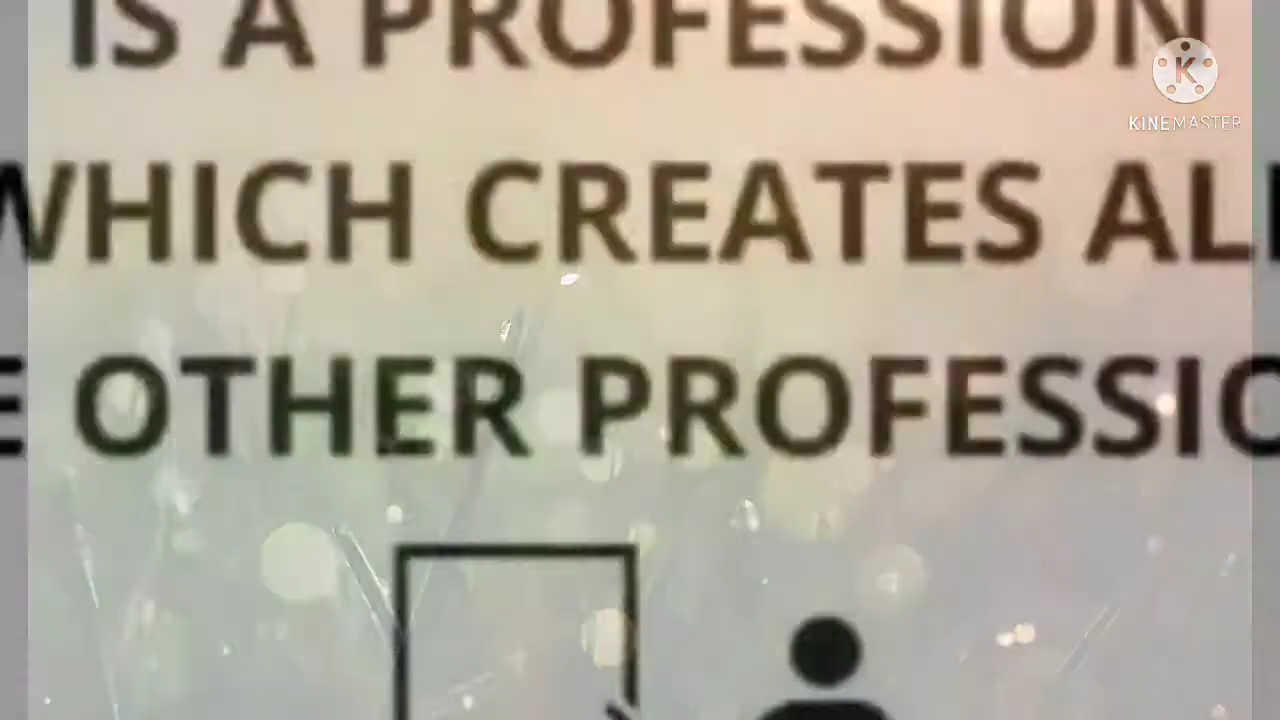 IS A PROFESSION
WHICH CREATES ALL
E OTHER PROFESSIO
KINEMASTER